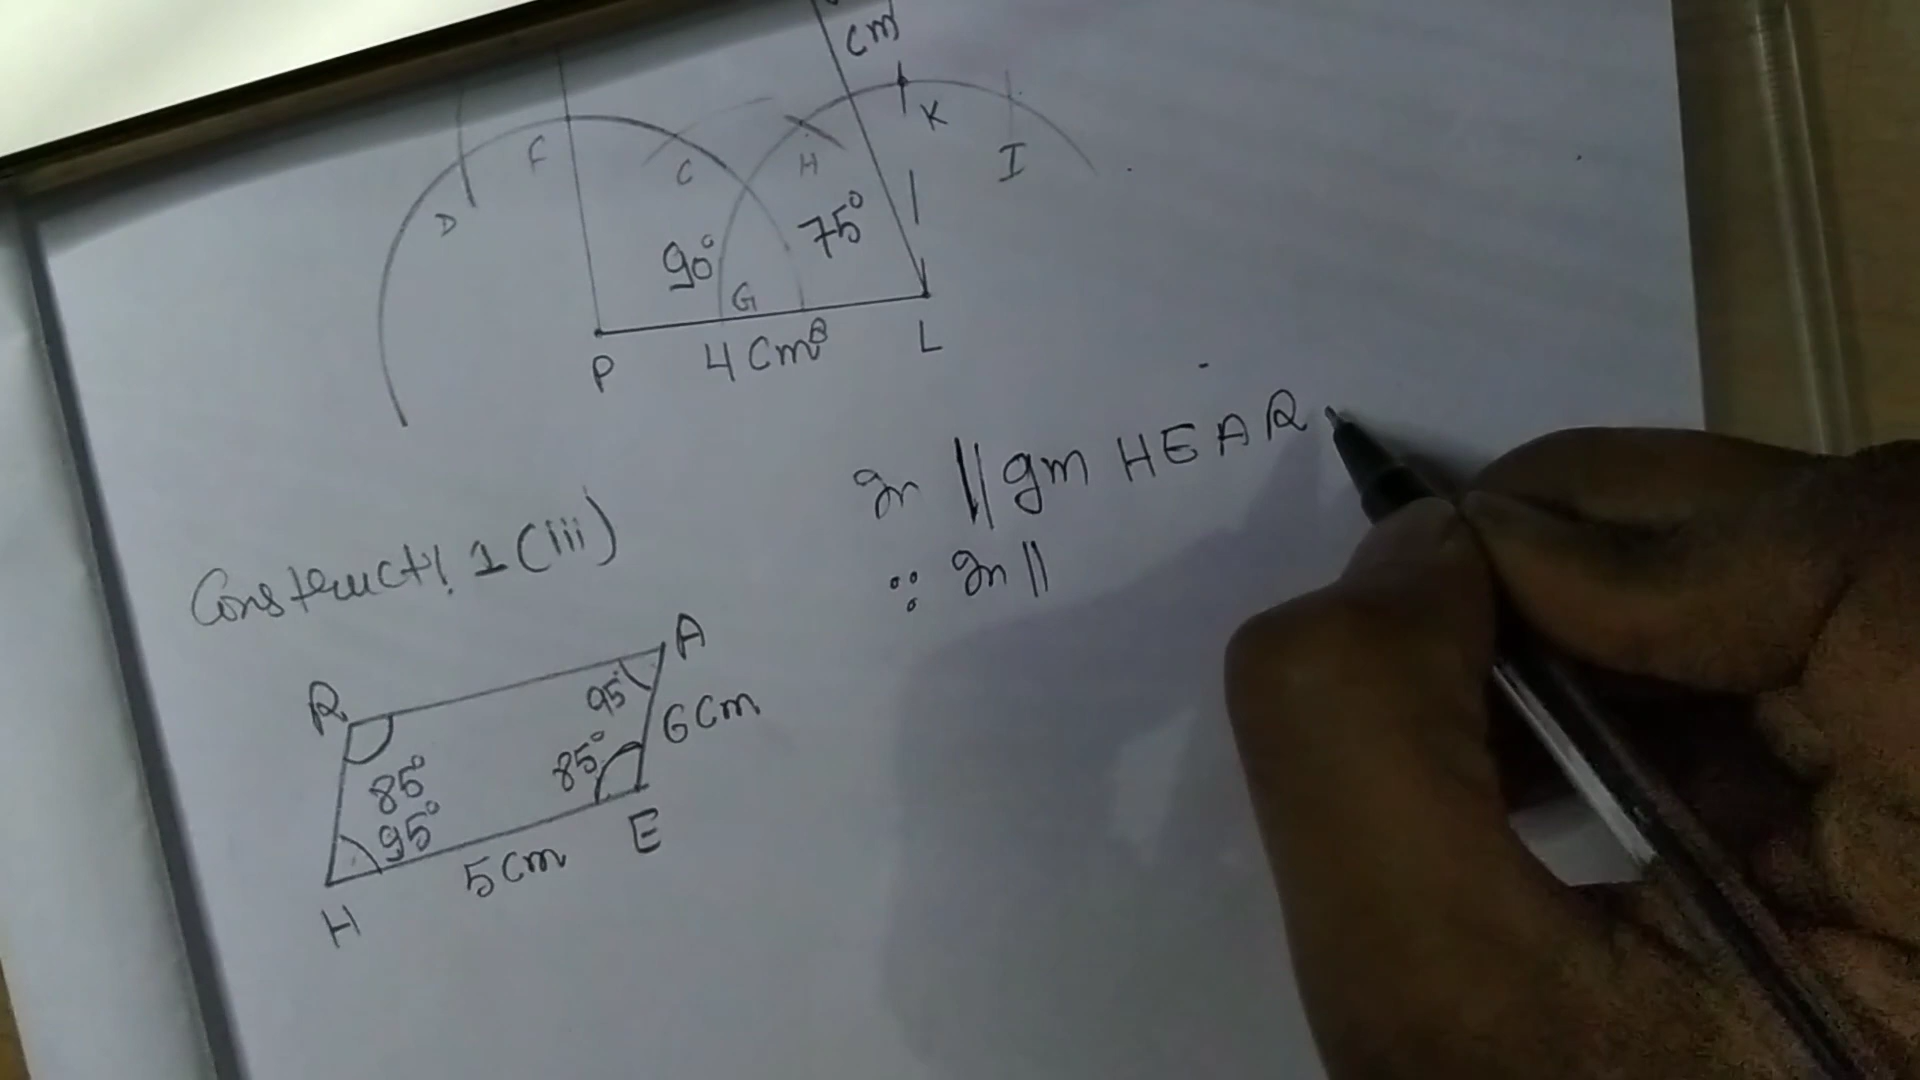 cm
K
F
C
H
I
D
90° 75°
G
P 4 cm B L
In ||gm HEAR
Construct! 1 (iii)
∵ In ||
R A
95°
6 cm
85° 85°
95°
5 cm E
H